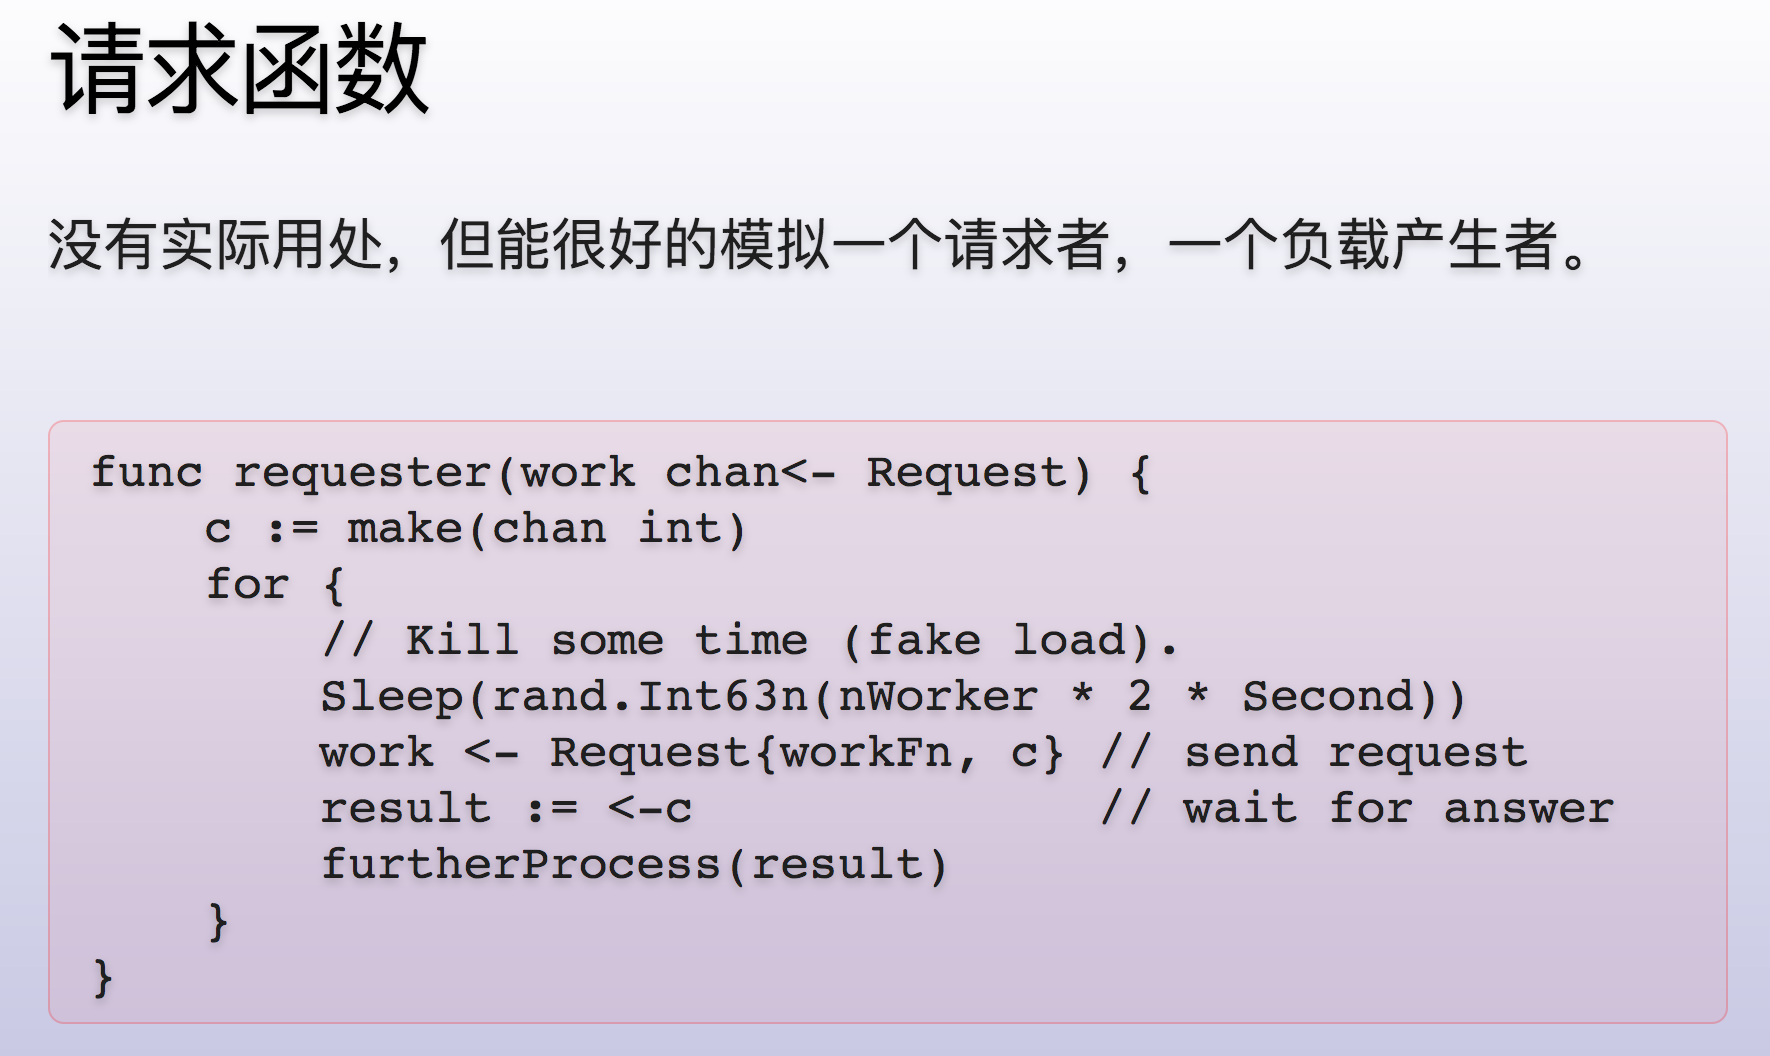 请求函数
没有实际用处，但能很好的模拟一个请求者，一个负载产生者。
func requester(work chan<- Request) {
    c := make(chan int)
    for {
        // Kill some time (fake load).
        Sleep(rand.Int63n(nWorker * 2 * Second))
        work <- Request{workFn, c} // send request
        result := <-c              // wait for answer
        furtherProcess(result)
    }
}